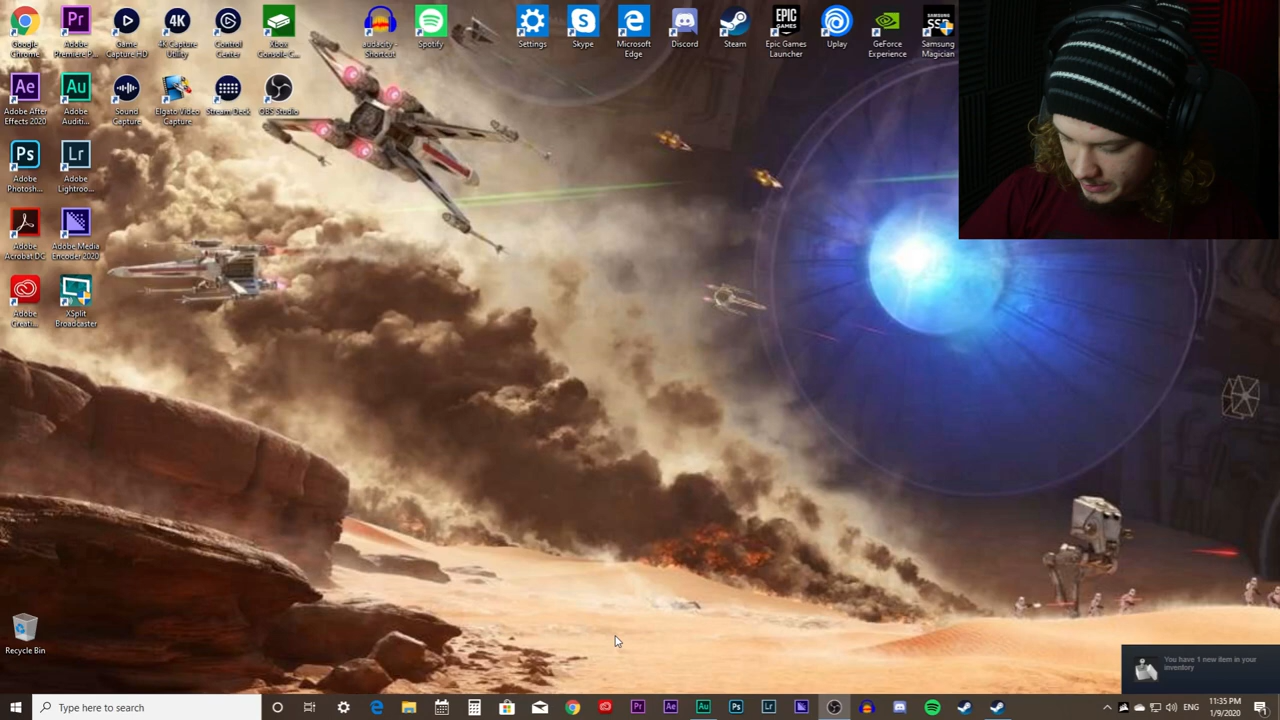 Google
Chrome
Adobe
Premiere P...
Game
Capture HD
4K Capture
Utility
Control
Center
Xbox
Console C...
audacity -
Shortcut
Spotify
Settings
Skype
Microsoft
Edge
Discord
Steam
Epic Games
Launcher
Uplay
GeForce
Experience
Samsung
Magician
Adobe After
Effects 2020
Adobe
Auditi...
Sound
Capture
Elgato Video
Capture
Stream Deck
OBS Studio
Adobe
Photosh...
Adobe
Lightroo...
Adobe
Acrobat DC
Adobe Media
Encoder 2020
Adobe
Creati...
XSplit
Broadcaster
Recycle Bin
You have 1 new item in your
inventory
Type here to search
ENG
11:35 PM
1/9/2020